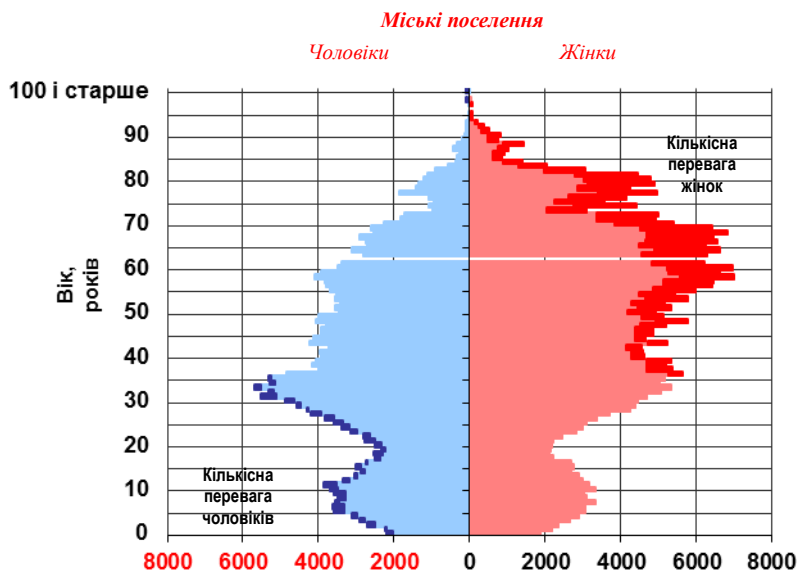 Міські поселення
Чоловіки
Жінки
100 і старше
90
80
70
60
50
40
30
20
10
0
Вік,
років
Кількісна
перевага
жінок
Кількісна
перевага
чоловіків
8000 6000 4000 2000 0 2000 4000 6000 8000